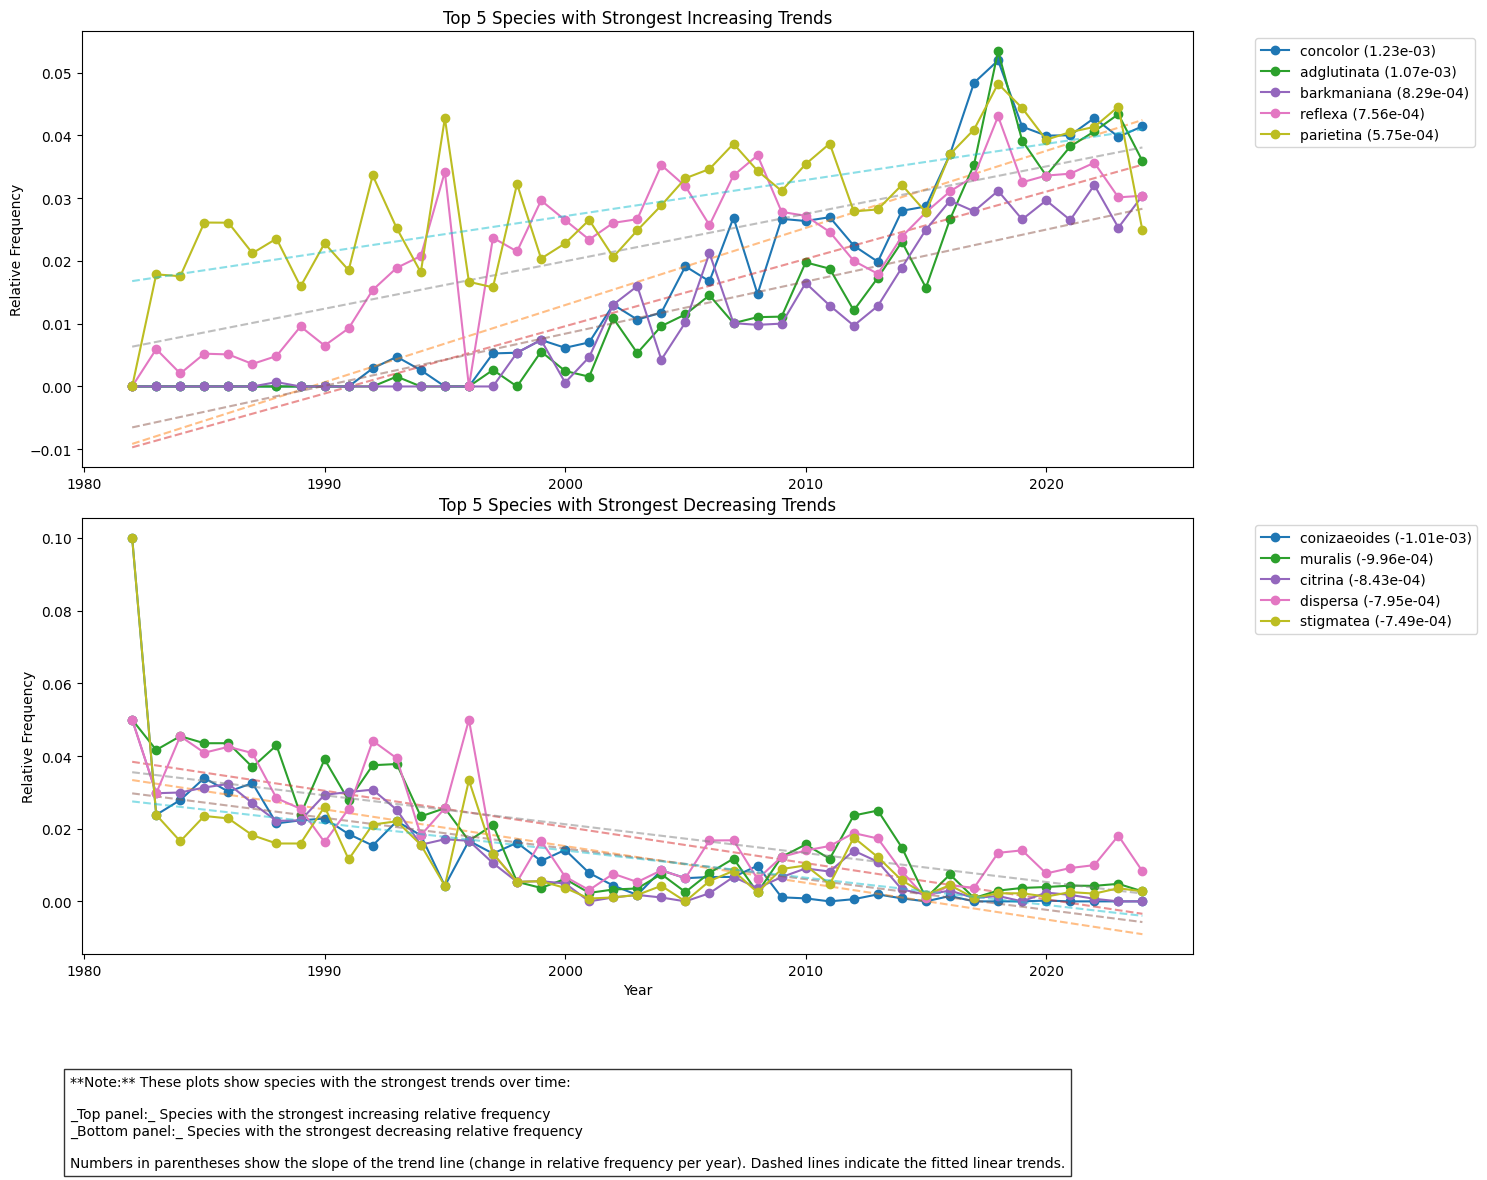 Top 5 Species with Strongest Increasing Trends
Relative Frequency
0.05
0.04
0.03
0.02
0.01
0.00
−0.01
1980
1990
2000
2010
2020
concolor (1.23e-03)
adglutinata (1.07e-03)
barkmaniana (8.29e-04)
reflexa (7.56e-04)
parietina (5.75e-04)
Top 5 Species with Strongest Decreasing Trends
Relative Frequency
0.10
0.08
0.06
0.04
0.02
0.00
1980
1990
2000
2010
2020
Year
conizaeoides (-1.01e-03)
muralis (-9.96e-04)
citrina (-8.43e-04)
dispersa (-7.95e-04)
stigmatea (-7.49e-04)
**Note:** These plots show species with the strongest trends over time:
_Top panel:_ Species with the strongest increasing relative frequency
_Bottom panel:_ Species with the strongest decreasing relative frequency
Numbers in parentheses show the slope of the trend line (change in relative frequency per year). Dashed lines indicate the fitted linear trends.